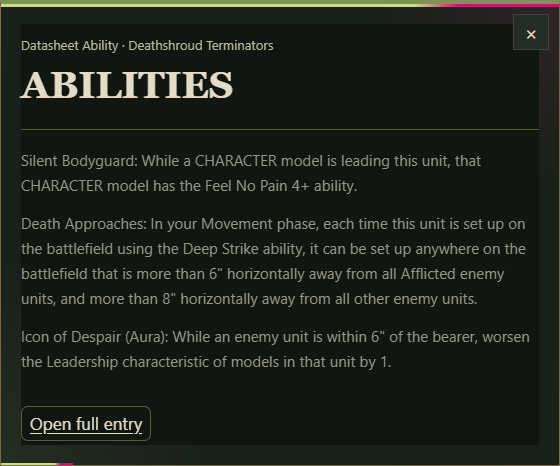 Datasheet Ability · Deathshroud Terminators
×
ABILITIES
Silent Bodyguard: While a CHARACTER model is leading this unit, that
CHARACTER model has the Feel No Pain 4+ ability.
Death Approaches: In your Movement phase, each time this unit is set up on
the battlefield using the Deep Strike ability, it can be set up anywhere on the
battlefield that is more than 6" horizontally away from all Afflicted enemy
units, and more than 8" horizontally away from all other enemy units.
Icon of Despair (Aura): While an enemy unit is within 6" of the bearer, worsen
the Leadership characteristic of models in that unit by 1.
Open full entry